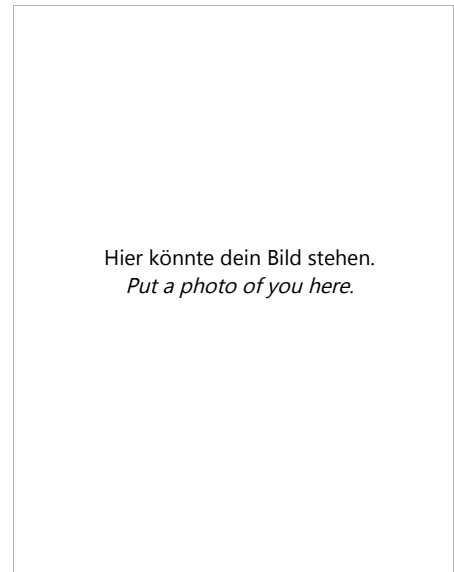 Hier könnte dein Bild stehen.
Put a photo of you here.